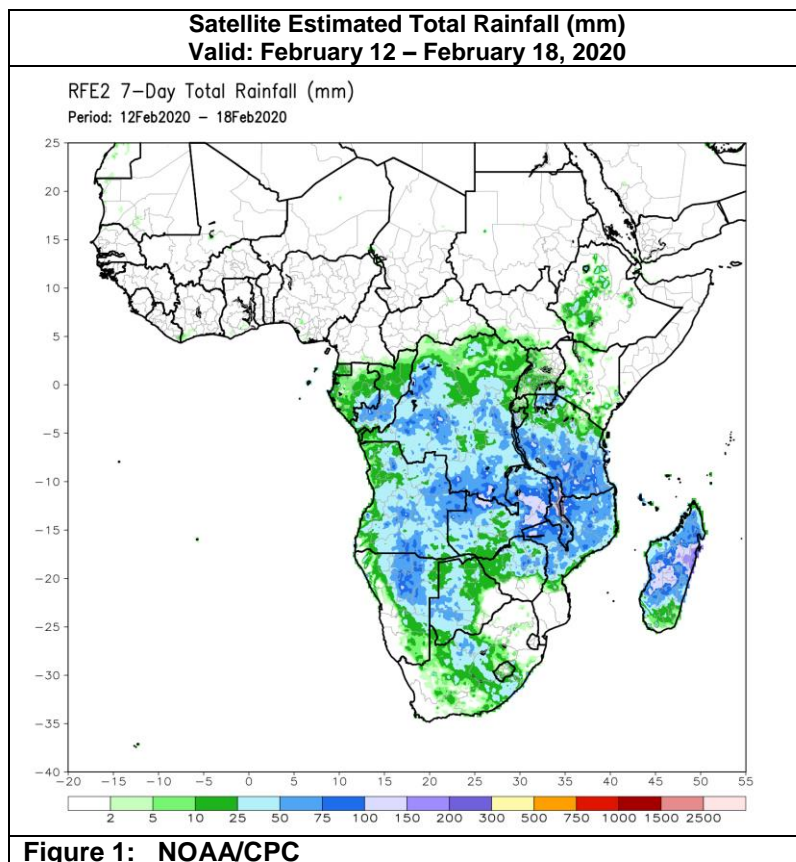 Satellite Estimated Total Rainfall (mm)
Valid: February 12 – February 18, 2020
RFE2 7-Day Total Rainfall (mm)
Period: 12Feb2020 - 18Feb2020
25
20
15
10
5
0
-5
-10
-15
-20
-25
-30
-35
-40
-20 -15 -10 -5 0 5 10 15 20 25 30 35 40 45 50 55
2 5 10 25 50 75 100 150 200 300 500 750 1000 1500 2500
Figure 1: NOAA/CPC